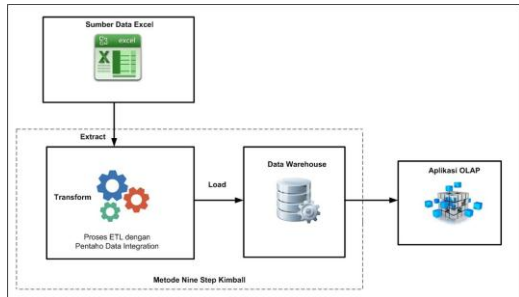 Sumber Data Excel
excel
Extract
Transform
Proses ETL dengan
Pentaho Data Integration
Load
Data Warehouse
Aplikasi OLAP
Metode Nine Step Kimball